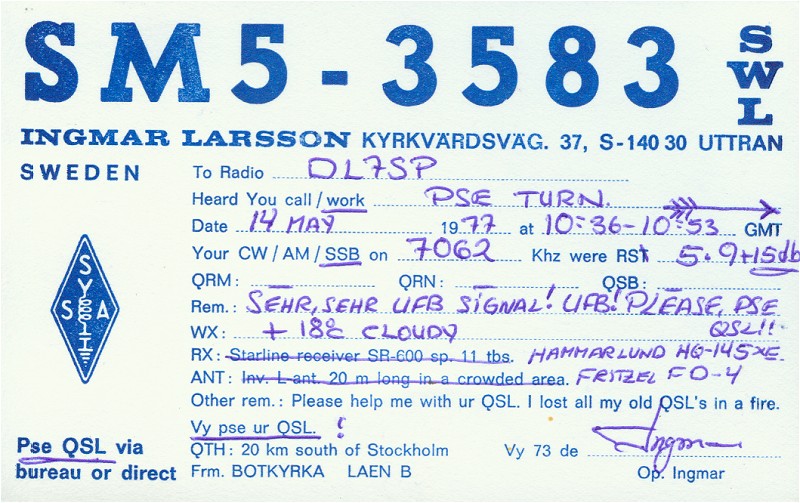 SM5-3583 SWL
INGMAR LARSSON KYRKVÄRDSVÄG. 37, S-140 30 UTTRAN
SWEDEN
To Radio DL7SP
Heard You call/work PSE TURN.
Date 14 MAY 1977 at 10:36-10:53 GMT
Your CW/AM/SSB on 7062 Khz were RST 5.9+15db
QRM: — QRN: — QSB:
Rem.: SEHR, SEHR UFB SIGNAL! UFB! PLEASE, PSE
QSL!!
WX: + 18°C CLOUDY
RX: Starline receiver SR-600 sp. 11 tbs. HAMMARLUND HQ-145XE
ANT: Inv. L-ant. 20 m long in a crowded area. FRITZEL FD-4
Other rem.: Please help me with ur QSL. I lost all my old QSL's in a fire.
Vy pse ur QSL. !
QTH: 20 km south of Stockholm Vy 73 de Ingmar
Frm. BOTKYRKA LAEN B Op. Ingmar
SSA
Pse QSL via
bureau or direct